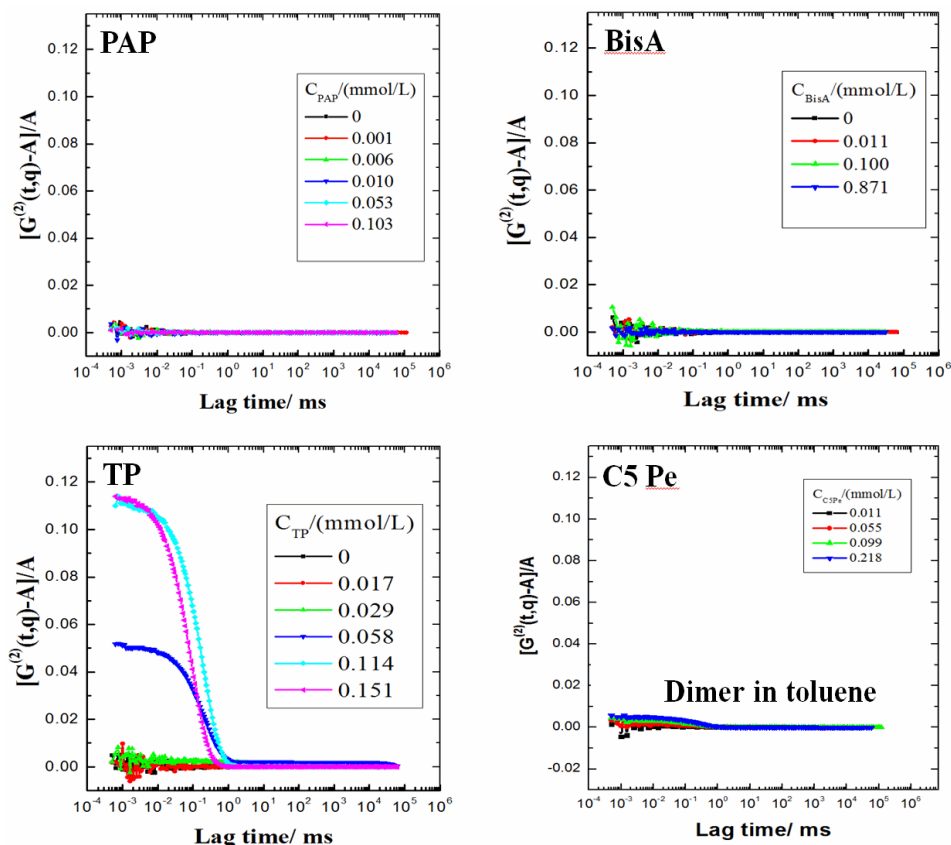 PAP
[G(2)(t,q)-A]/A
0.12
0.10
0.08
0.06
0.04
0.02
0.00
C PAP/(mmol/L)
0
0.001
0.006
0.010
0.053
0.103
10-4 10-3 10-2 10-1 100 101 102 103 104 105 106
Lag time/ ms
BisA
[G(2)(t,q)-A]/A
0.12
0.10
0.08
0.06
0.04
0.02
0.00
C BisA/(mmol/L)
0
0.011
0.100
0.871
10-4 10-3 10-2 10-1 100 101 102 103 104 105 106
Lag time/ ms
TP
[G(2)(t,q)-A]/A
0.12
0.10
0.08
0.06
0.04
0.02
0.00
C TP/(mmol/L)
0
0.017
0.029
0.058
0.114
0.151
10-4 10-3 10-2 10-1 100 101 102 103 104 105 106
Lag time/ ms
C5 Pe
[G(2)(t,q)-A]/A
0.12
0.10
0.08
0.06
0.04
0.02
0.00
-0.02
C C5Pe/(mmol/L)
0.011
0.055
0.099
0.218
Dimer in toluene
10-4 10-3 10-2 10-1 100 101 102 103 104 105 106
Lag time/ ms